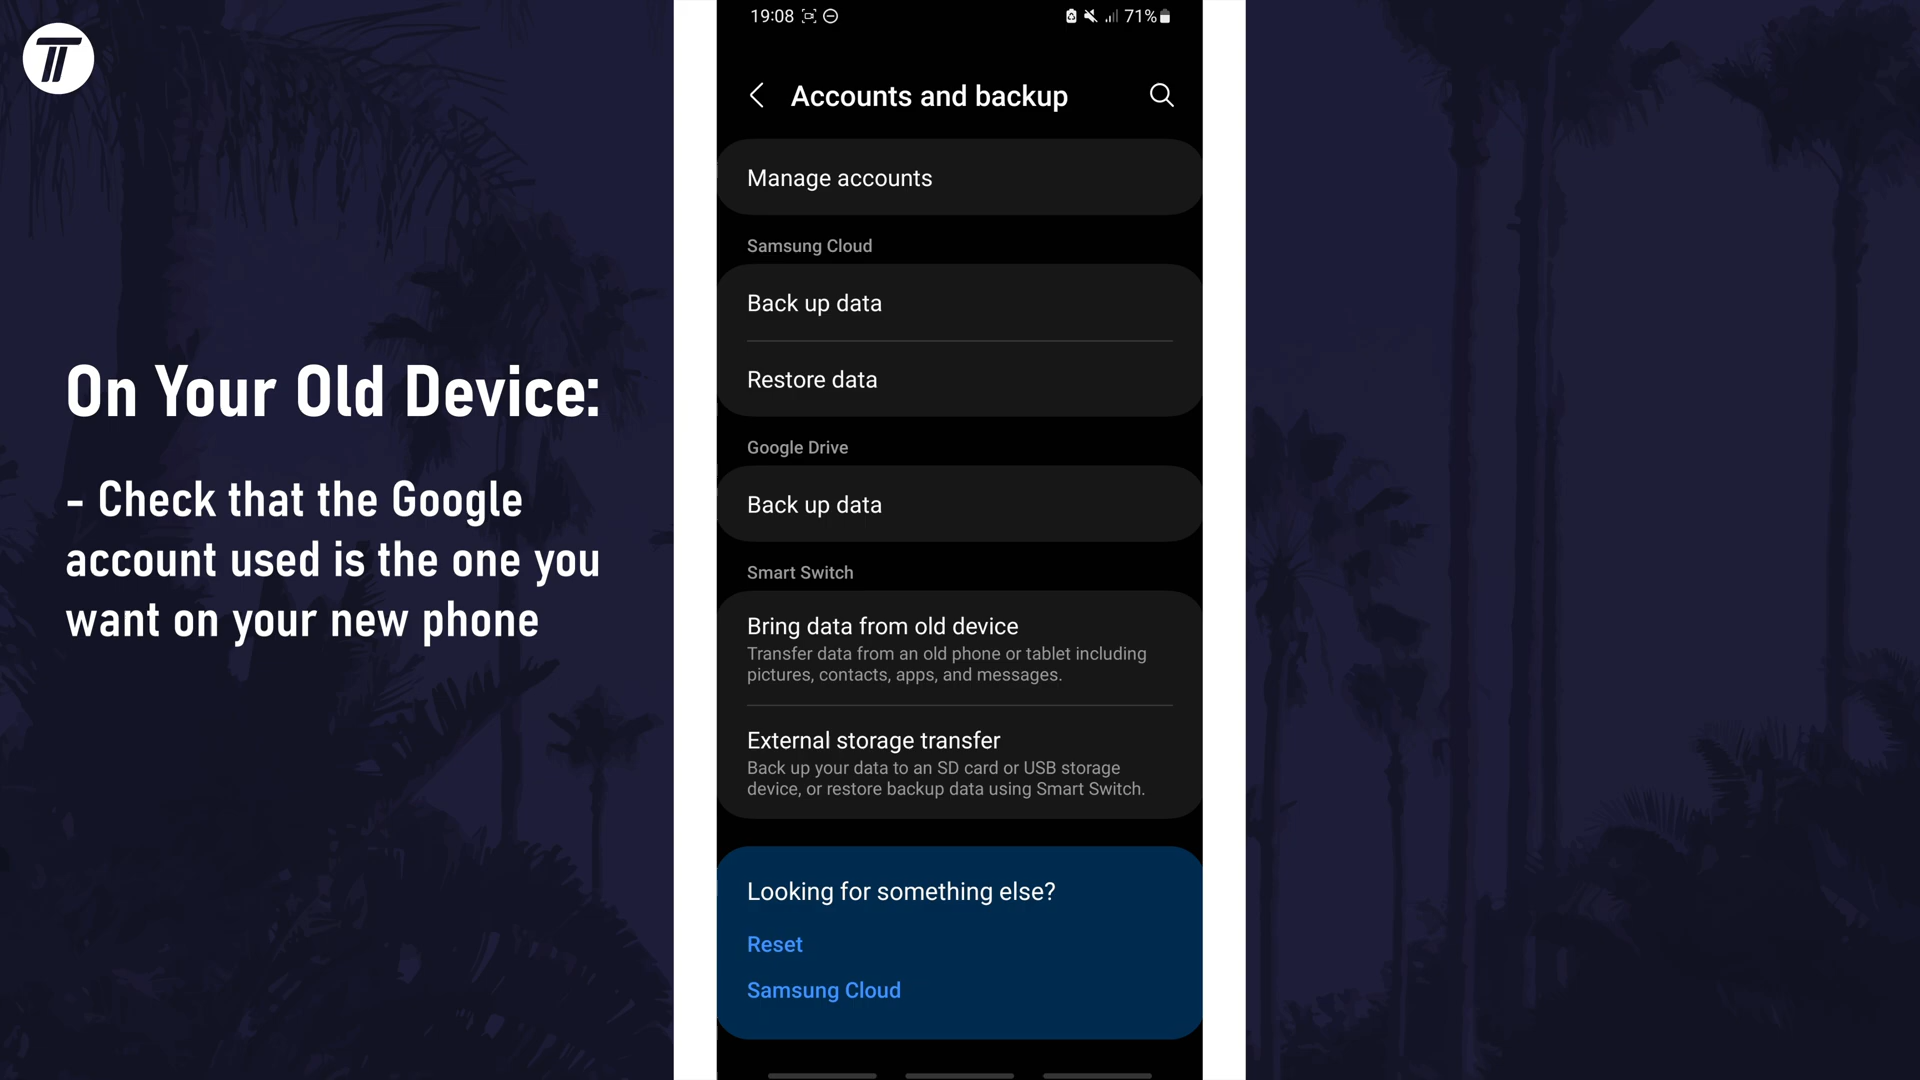 On Your Old Device:
- Check that the Google
account used is the one you
want on your new phone
19:08
71%
Accounts and backup
Manage accounts
Samsung Cloud
Back up data
Restore data
Google Drive
Back up data
Smart Switch
Bring data from old device
Transfer data from an old phone or tablet including
pictures, contacts, apps, and messages.
External storage transfer
Back up your data to an SD card or USB storage
device, or restore backup data using Smart Switch.
Looking for something else?
Reset
Samsung Cloud